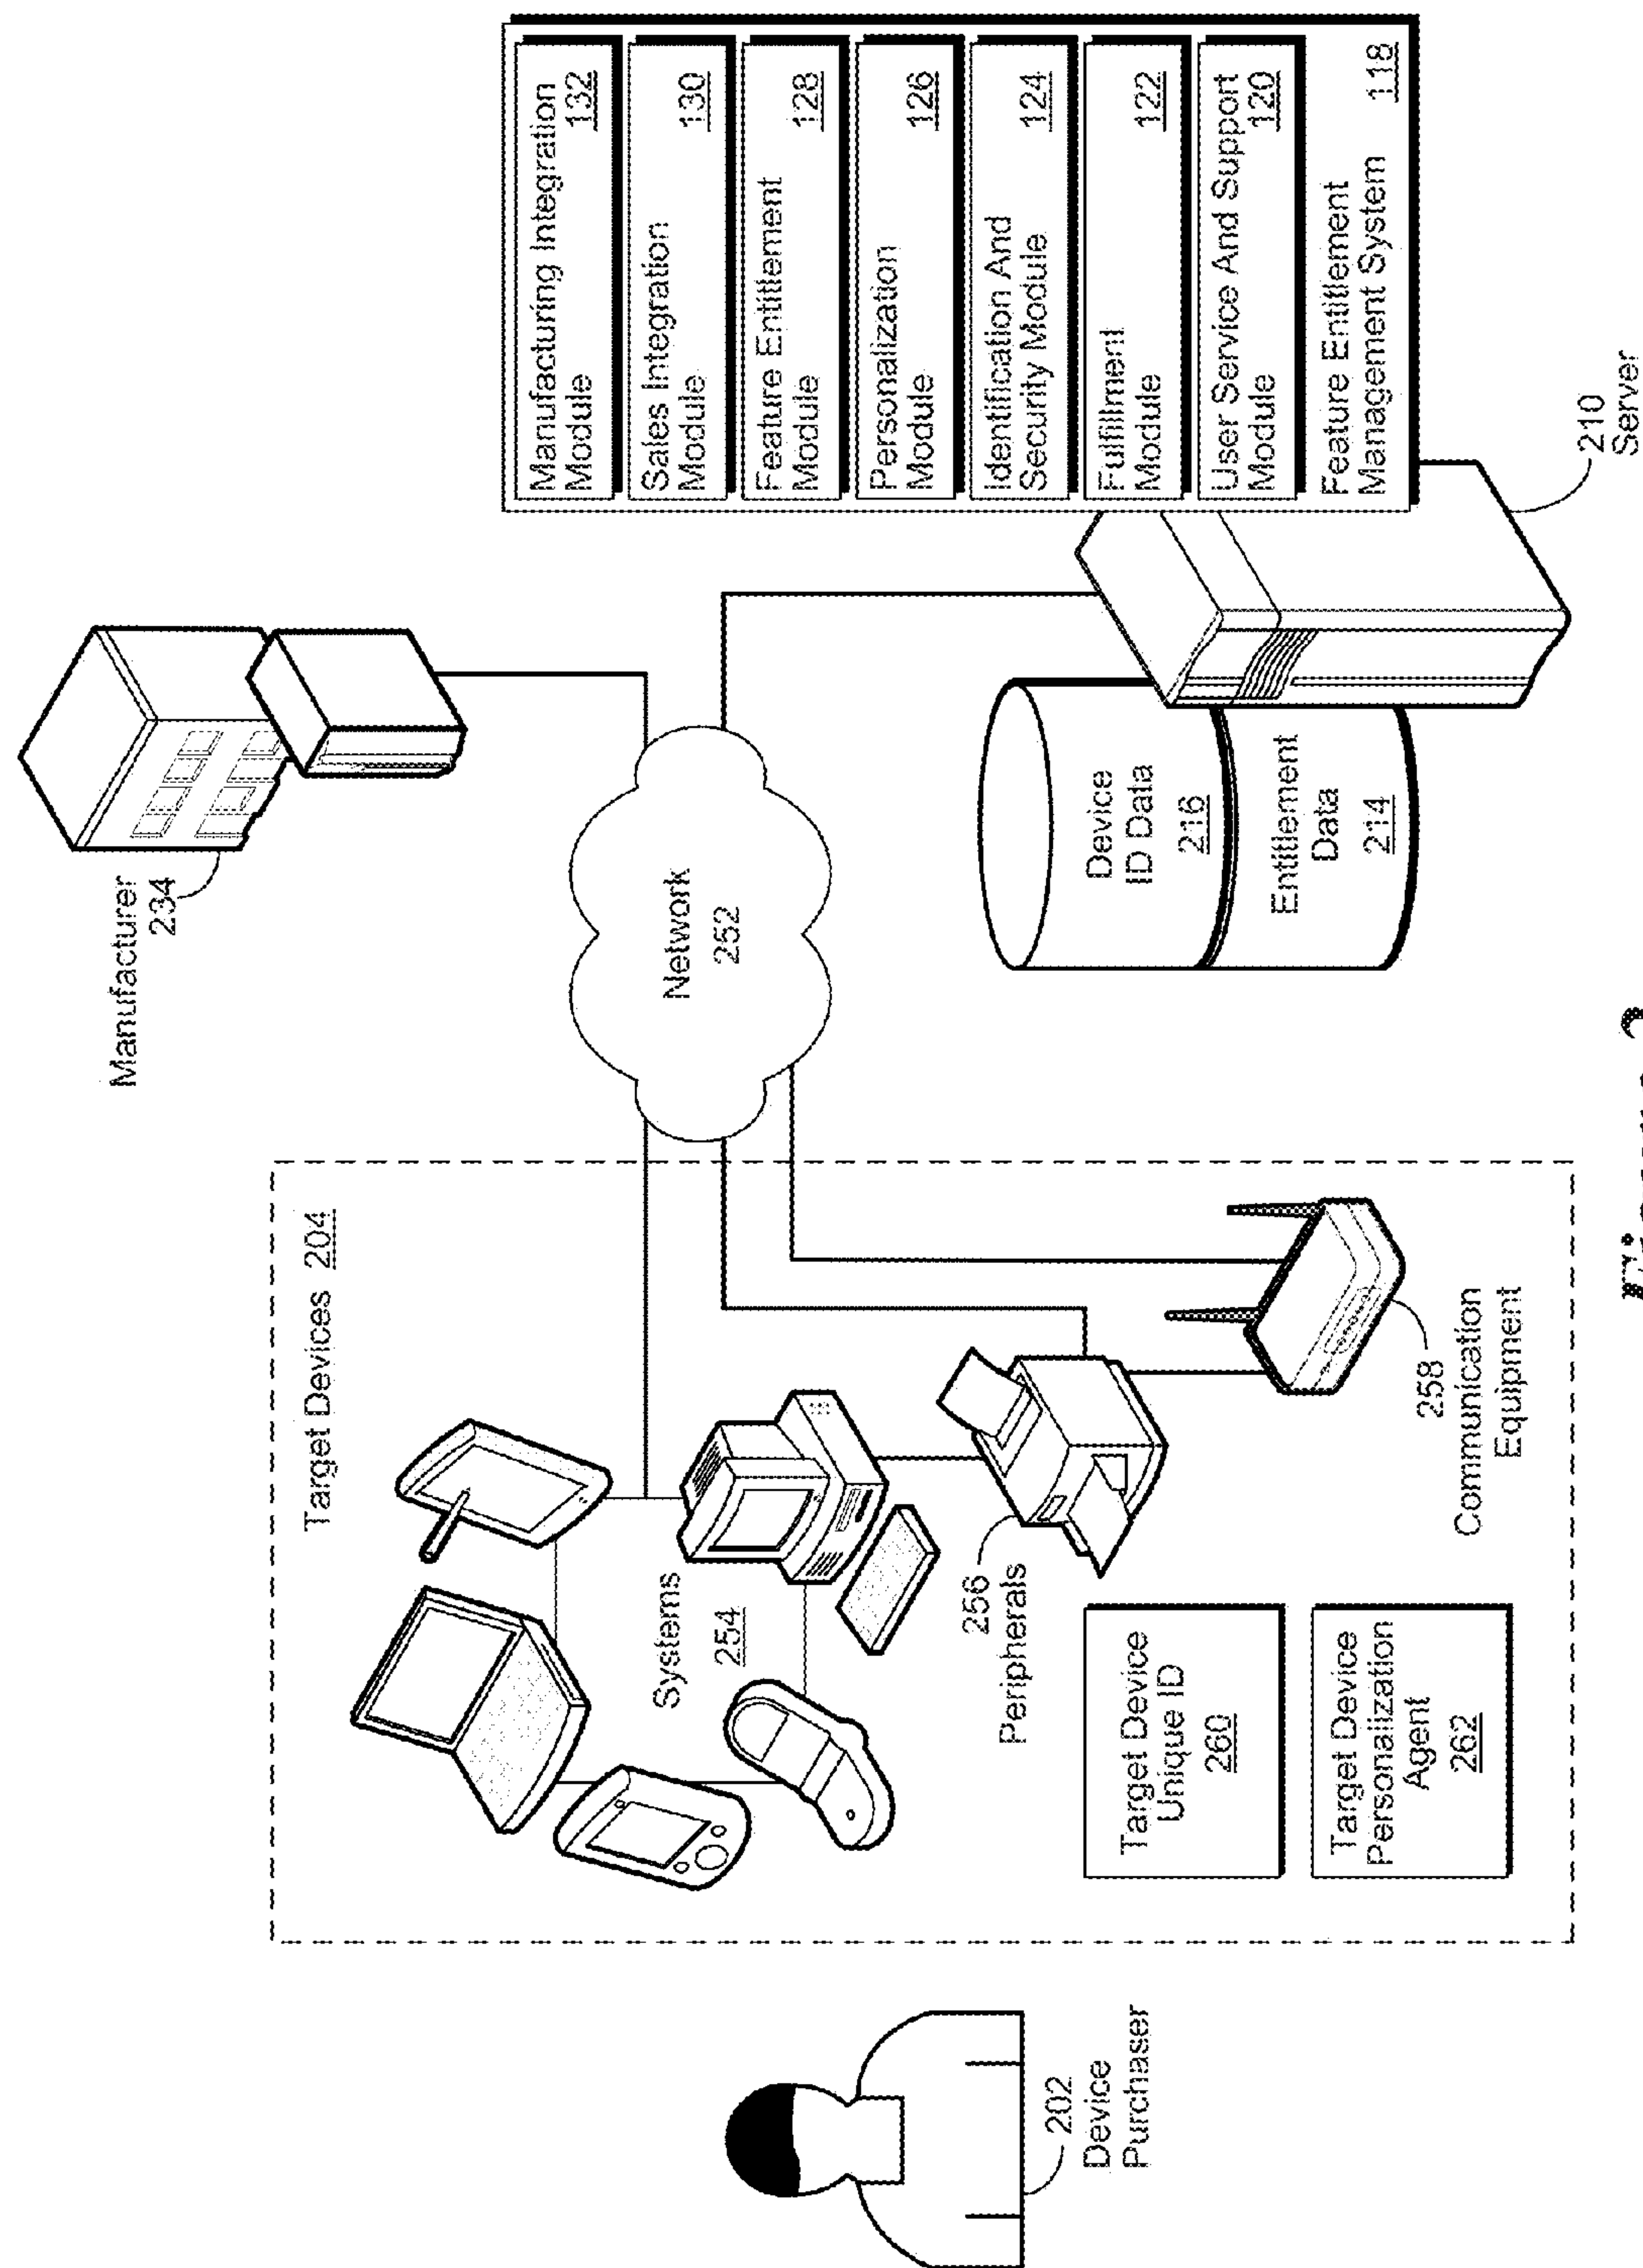 Manufacturer
234
Target Devices 204
Systems
254
256
Peripherals
258
Communication
Equipment
Target Device
Unique ID
260
Target Device
Personalization
Agent
262
202
Device
Purchaser
Network
252
Device
ID Data
216
Entitlement
Data
214
Manufacturing Integration
Module 132
Sales Integration
Module 130
Feature Entitlement
Module 128
Personalization
Module 126
Identification And
Security Module 124
Fulfillment
Module 122
User Service And Support
Module 120
Feature Entitlement
Management System 118
210
Server